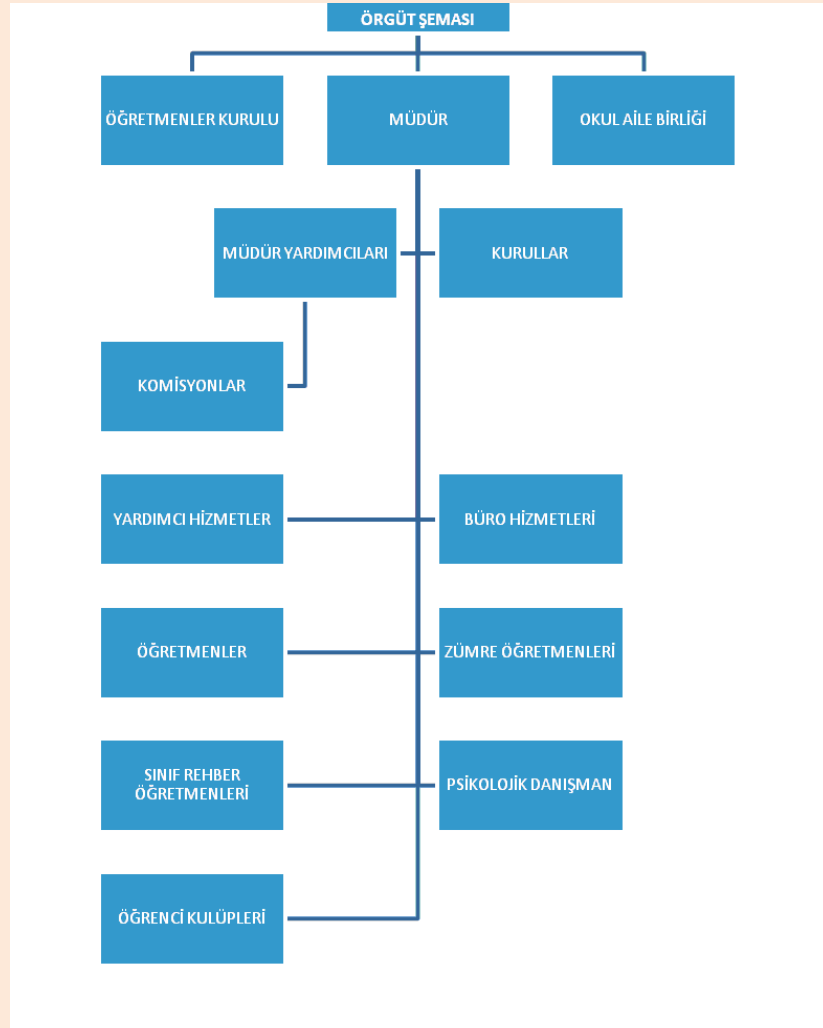 ÖRGÜT ŞEMASI
ÖĞRETMENLER KURULU
MÜDÜR
OKUL AİLE BİRLİĞİ
MÜDÜR YARDIMCILARI
KURULLAR
KOMİSYONLAR
YARDIMCI HİZMETLER
BÜRO HİZMETLERİ
ÖĞRETMENLER
ZÜMRE ÖĞRETMENLERİ
SINIF REHBER
ÖĞRETMENLERİ
PSİKOLOJİK DANIŞMAN
ÖĞRENCİ KULÜPLERİ